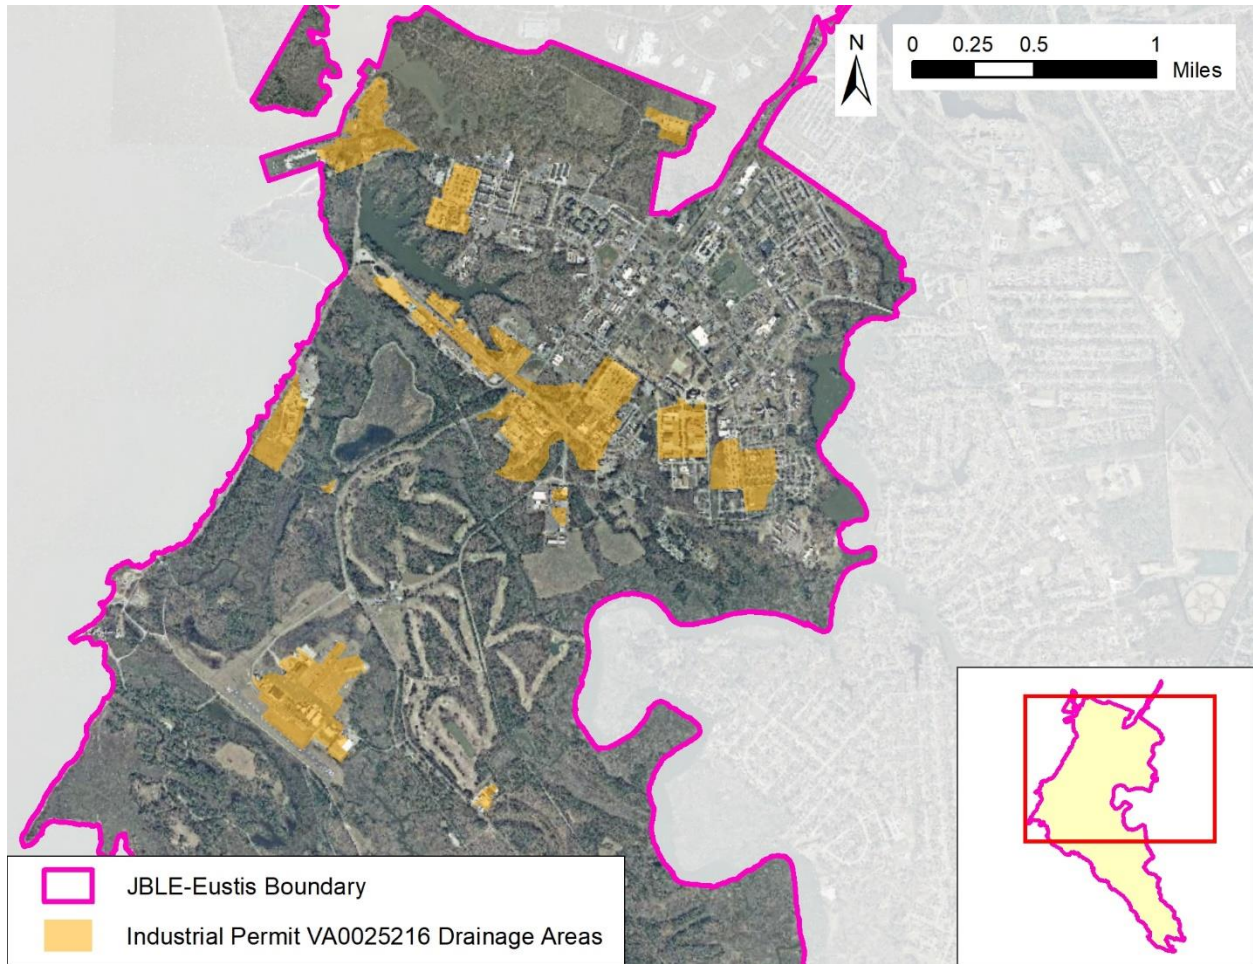 N
0 0.25 0.5 1
Miles
JBLE-Eustis Boundary
Industrial Permit VA0025216 Drainage Areas